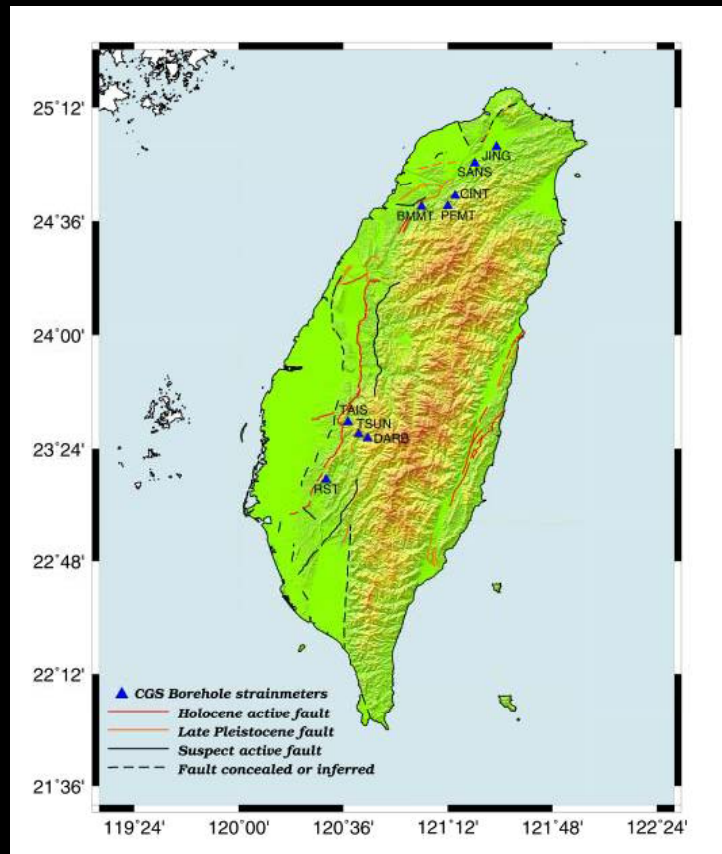 25°12'
JING
SANS
CINT
24°36'
BMMT PFMT
24°00'
TAIS
TSUN
23°24'
DARB
RST
22°48'
22°12'
CGS Borehole strainmeters
Holocene active fault
Late Pleistocene fault
Suspect active fault
Fault concealed or inferred
21°36'
119°24' 120°00' 120°36' 121°12' 121°48' 122°24'